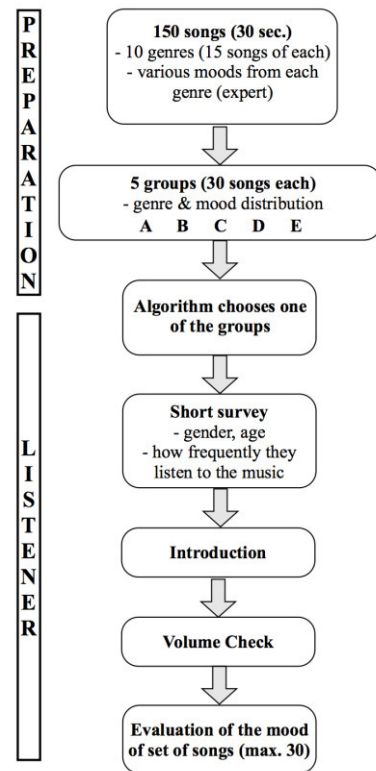 PREPARATION
150 songs (30 sec.)
- 10 genres (15 songs of each)
- various moods from each
genre (expert)
5 groups (30 songs each)
- genre & mood distribution
A B C D E
LISTENER
Algorithm chooses one
of the groups
Short survey
- gender, age
- how frequently they
listen to the music
Introduction
Volume Check
Evaluation of the mood
of set of songs (max. 30)